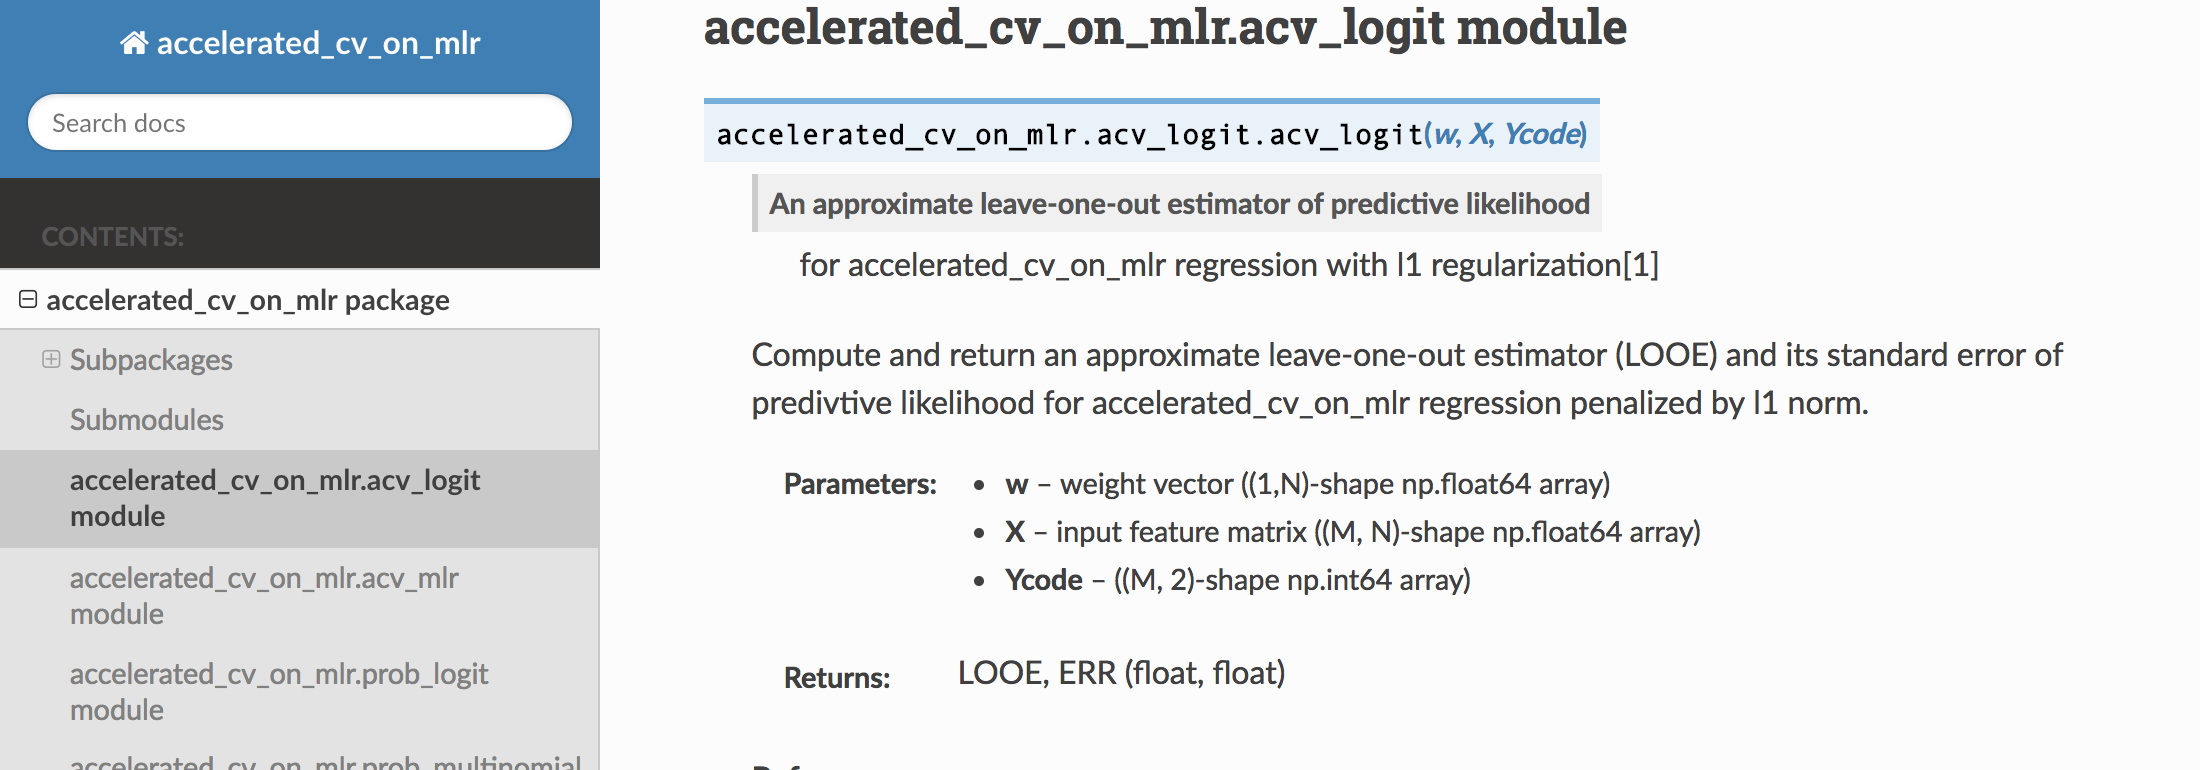 accelerated_cv_on_mlr
Search docs
CONTENTS:
accelerated_cv_on_mlr package
Subpackages
Submodules
accelerated_cv_on_mlr.acv_logit
module
accelerated_cv_on_mlr.acv_mlr
module
accelerated_cv_on_mlr.prob_logit
module
accelerated_cv_on_mlr.prob_multinomial
accelerated_cv_on_mlr.acv_logit module
accelerated_cv_on_mlr.acv_logit.acv_logit(w, X, Ycode)
An approximate leave-one-out estimator of predictive likelihood
for accelerated_cv_on_mlr regression with l1 regularization[1]
Compute and return an approximate leave-one-out estimator (LOOE) and its standard error of
predivtive likelihood for accelerated_cv_on_mlr regression penalized by l1 norm.
Parameters:
• w – weight vector ((1,N)-shape np.float64 array)
• X – input feature matrix ((M, N)-shape np.float64 array)
• Ycode – ((M, 2)-shape np.int64 array)
Returns: LOOE, ERR (float, float)